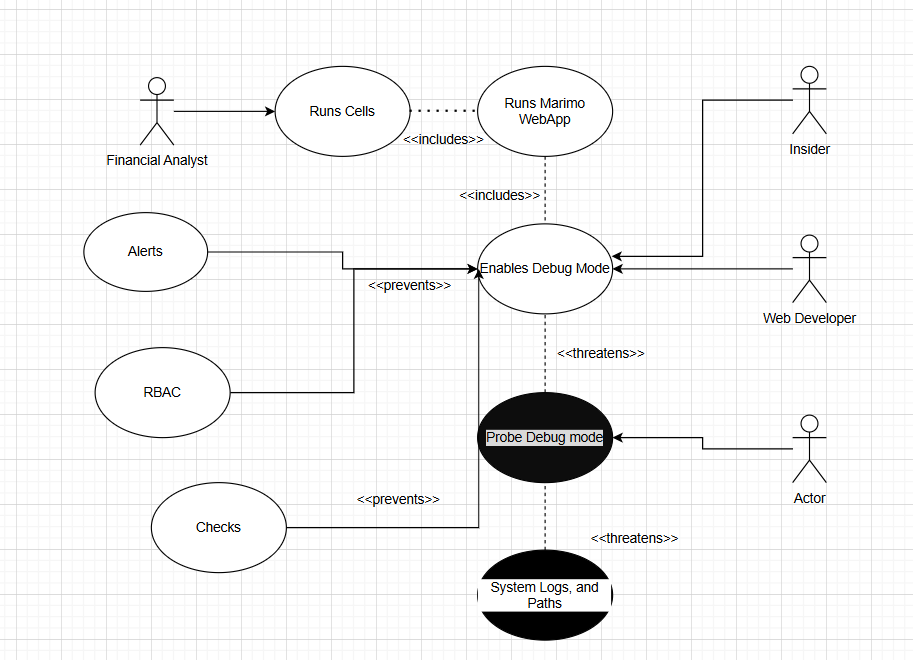 Runs Cells
Runs Marimo
WebApp
<<includes>>
Financial Analyst
Insider
<<includes>>
Alerts
Enables Debug Mode
<<prevents>>
Web Developer
<<threatens>>
RBAC
Probe Debug mode
<<prevents>>
Actor
Checks
<<threatens>>
System Logs, and
Paths